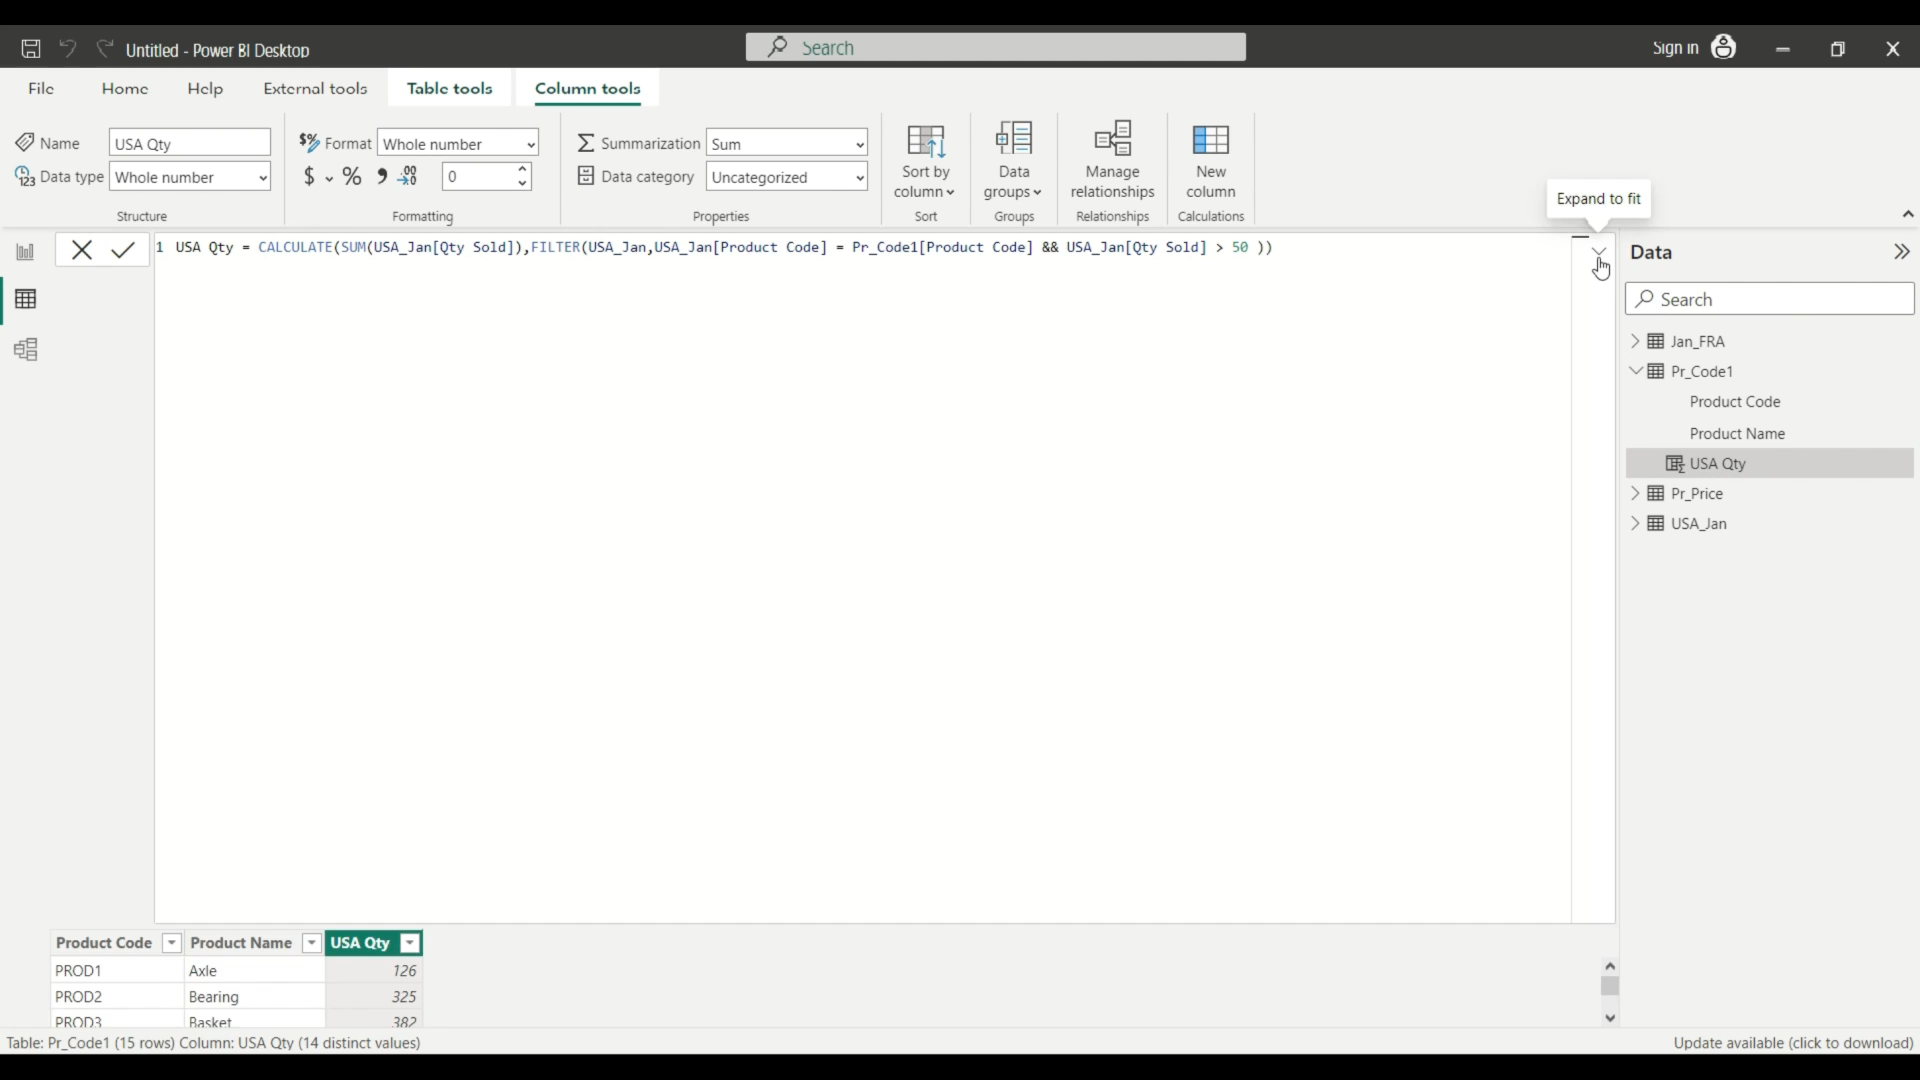 Untitled - Power BI Desktop
Search
Sign in
File Home Help External tools Table tools Column tools
Name USA Qty
Data type Whole number
Structure
Format Whole number
$ % 0
Formatting
Summarization Sum
Data category Uncategorized
Properties
Sort by
column
Sort
Data
groups
Groups
Manage
relationships
Relationships
New
column
Calculations
Expand to fit
1 USA Qty = CALCULATE(SUM(USA_Jan[Qty Sold]),FILTER(USA_Jan,USA_Jan[Product Code] = Pr_Code1[Product Code] && USA_Jan[Qty Sold] > 50 ))
Data
Search
Jan_FRA
Pr_Code1
Product Code
Product Name
USA Qty
Pr_Price
USA_Jan
Product Code Product Name USA Qty
PROD1 Axle 126
PROD2 Bearing 325
PROD3 Basket 382
Table: Pr_Code1 (15 rows) Column: USA Qty (14 distinct values)
Update available (click to download)